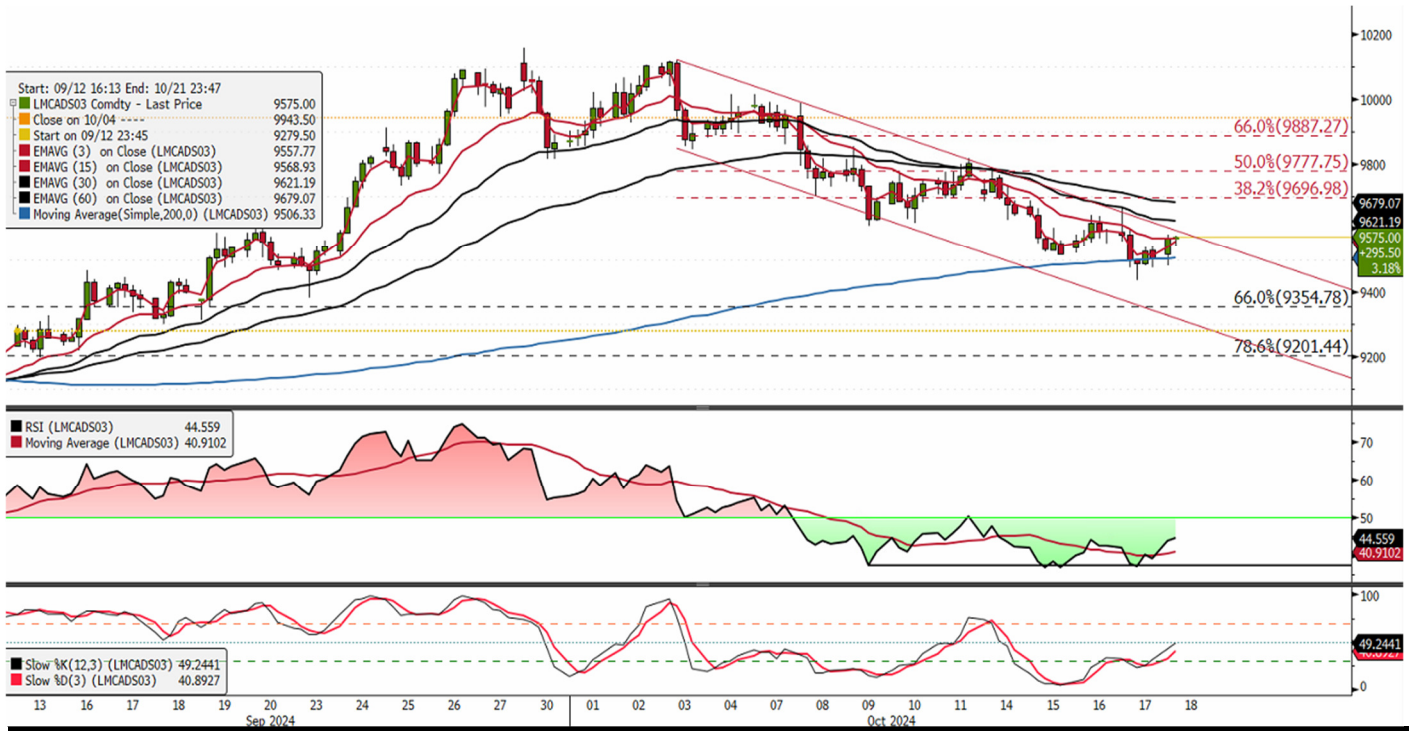 Start: 09/12 16:13 End: 10/21 23:47
LMCADS03 Comdty - Last Price 9575.00
Close on 10/04 ---- 9943.50
Start on 09/12 23:45 9279.50
EMAVG (3) on Close (LMCADS03) 9557.77
EMAVG (15) on Close (LMCADS03) 9568.93
EMAVG (30) on Close (LMCADS03) 9621.19
EMAVG (60) on Close (LMCADS03) 9679.07
Moving Average(Simple,200,0) (LMCADS03) 9506.33
66.0%(9887.27)
50.0%(9777.75)
38.2%(9696.98)
66.0%(9354.78)
78.6%(9201.44)
10200
10000
9800
9679.07
9621.19
9575.00
+295.50
3.18%
9400
9200
RSI (LMCADS03) 44.559
Moving Average (LMCADS03) 40.9102
70
60
50
44.559
40.9102
Slow %K(12,3) (LMCADS03) 49.2441
Slow %D(3) (LMCADS03) 40.8927
100
49.2441
0
13 16 17 18 19 20 23 24 25 26 27 30 01 02 03 04 07 08 09 10 11 14 15 16 17 18
Sep 2024 Oct 2024